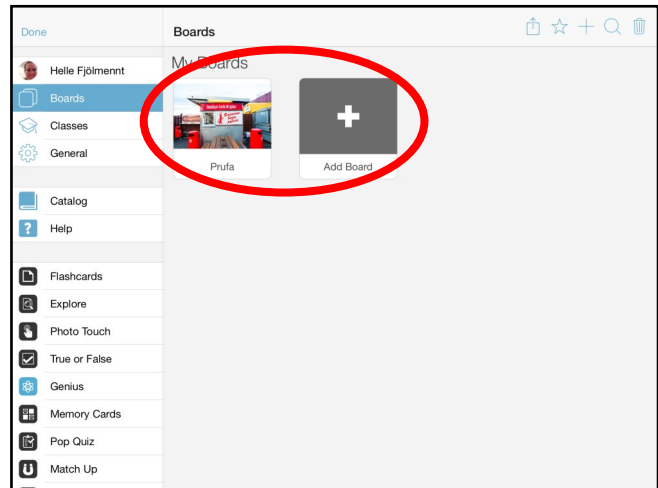 Done
Boards
Helle Fjölmennt
Boards
Classes
General
Catalog
Help
Flashcards
Explore
Photo Touch
True or False
Genius
Memory Cards
Pop Quiz
Match Up
My Boards
Prufa
Add Board